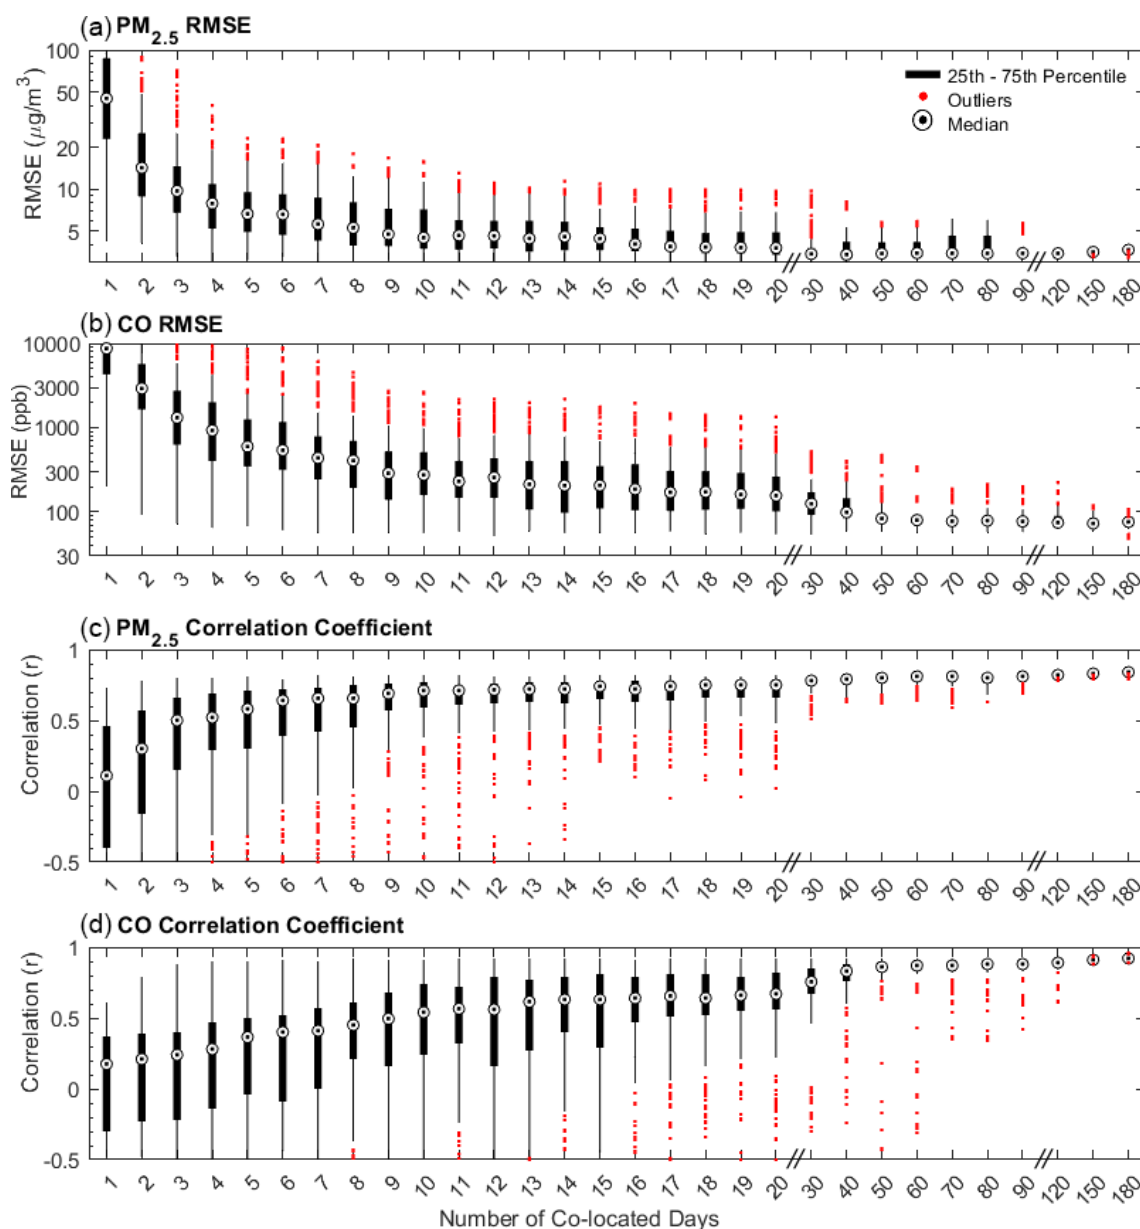 (a) PM2.5 RMSE
100
50
20
10
5
RMSE (μg/m3)
25th - 75th Percentile
Outliers
Median
1 2 3 4 5 6 7 8 9 10 11 12 13 14 15 16 17 18 19 20 30 40 50 60 70 80 90 120 150 180
(b) CO RMSE
10000
3000
1000
300
100
30
RMSE (ppb)
1 2 3 4 5 6 7 8 9 10 11 12 13 14 15 16 17 18 19 20 30 40 50 60 70 80 90 120 150 180
(c) PM2.5 Correlation Coefficient
1
0.5
0
-0.5
Correlation (r)
1 2 3 4 5 6 7 8 9 10 11 12 13 14 15 16 17 18 19 20 30 40 50 60 70 80 90 120 150 180
(d) CO Correlation Coefficient
1
0.5
0
-0.5
Correlation (r)
1 2 3 4 5 6 7 8 9 10 11 12 13 14 15 16 17 18 19 20 30 40 50 60 70 80 90 120 150 180
Number of Co-located Days